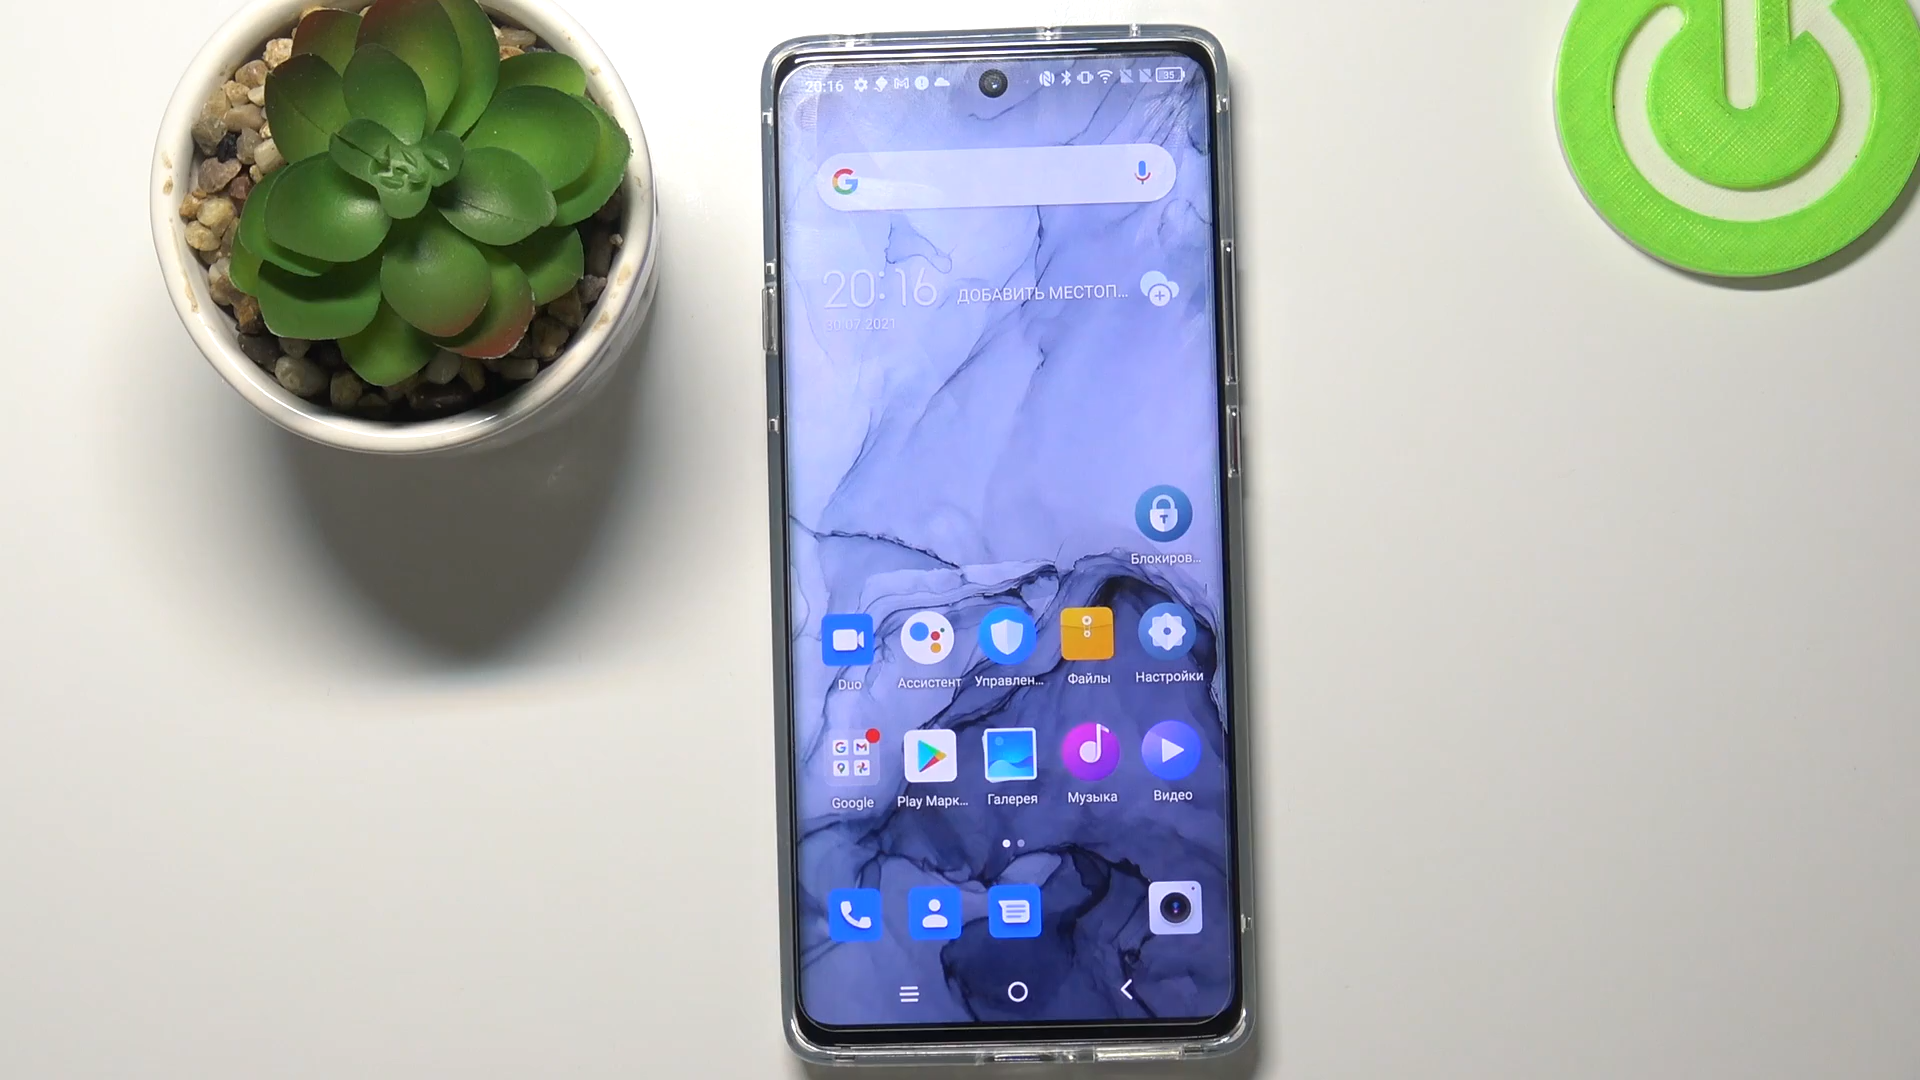 20:16
35
20:16 ДОБАВИТЬ МЕСТОП...
30.07.2021
Блокиров...
Duo Ассистент Управлен... Файлы Настройки
Google Play Марк... Галерея Музыка Видео